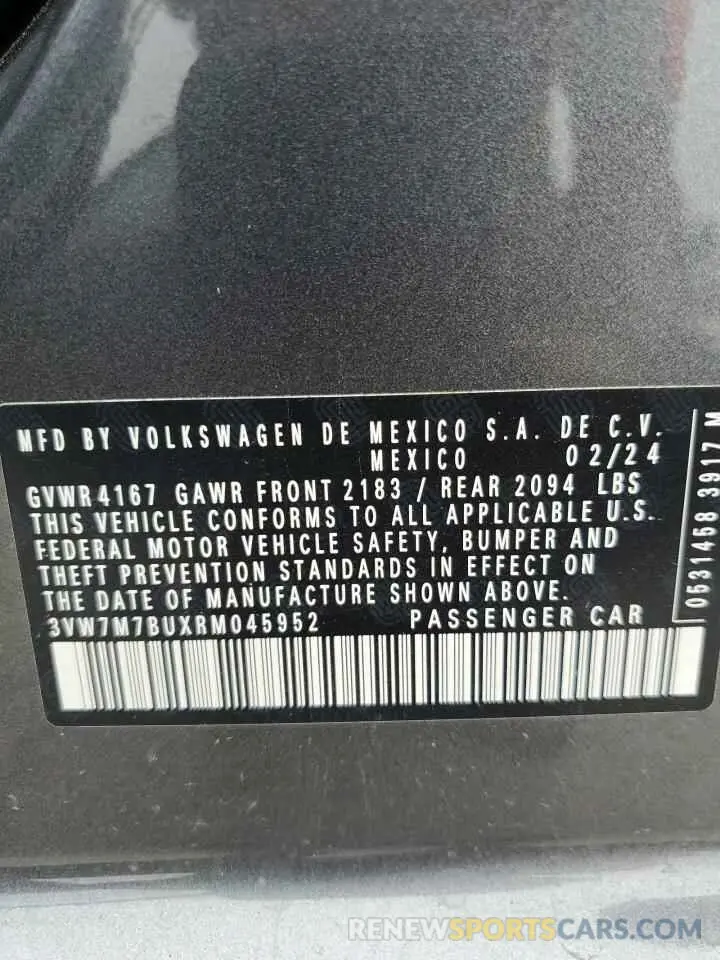 MFD BY VOLKSWAGEN DE MEXICO S.A. DE C.V.
MEXICO 02/24
GVWR 4167 GAWR FRONT 2183 / REAR 2094 LBS
THIS VEHICLE CONFORMS TO ALL APPLICABLE U.S.
FEDERAL MOTOR VEHICLE SAFETY, BUMPER AND
THEFT PREVENTION STANDARDS IN EFFECT ON
THE DATE OF MANUFACTURE SHOWN ABOVE.
3VW7M7BUXRM045952 PASSENGER CAR
0531458 3917 M
RENEWSPORTSCARS.COM